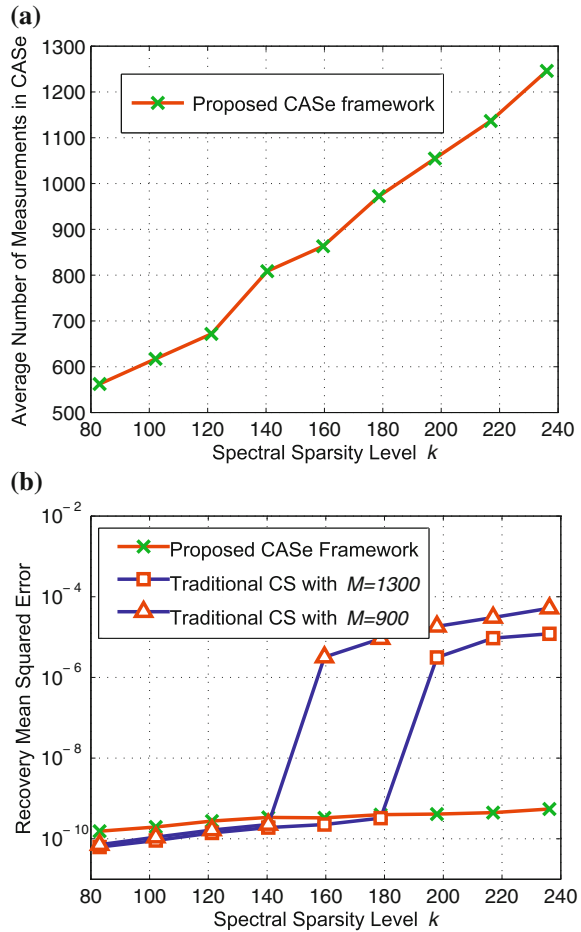 (a)
Average Number of Measurements in CASe
1300
1200
1100
1000
900
800
700
600
500
Proposed CASe framework
80 100 120 140 160 180 200 220 240
Spectral Sparsity Level k
(b)
Recovery Mean Squared Error
10^-2
10^-4
10^-6
10^-8
10^-10
Proposed CASe Framework
Traditional CS with M=1300
Traditional CS with M=900
80 100 120 140 160 180 200 220 240
Spectral Sparsity Level k